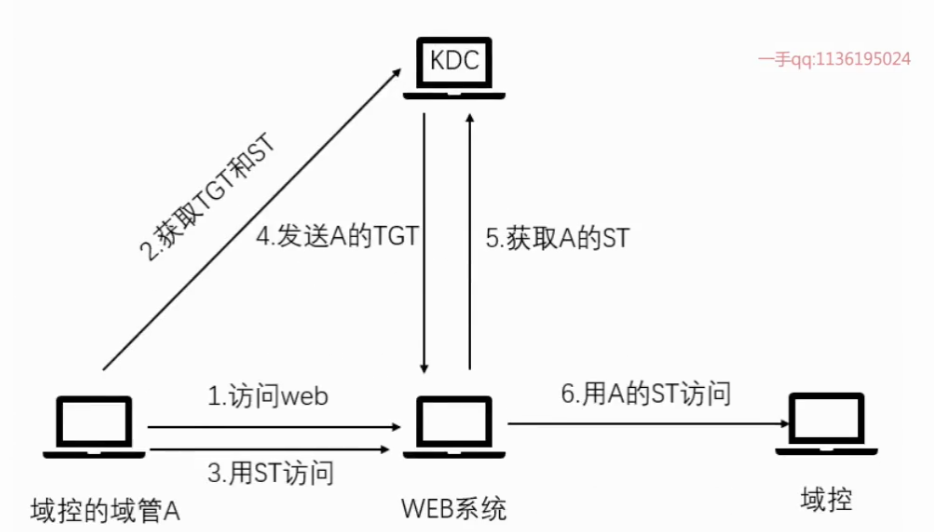 KDC
一手qq:1136195024
2.获取TGT和ST
4.发送A的TGT
5.获取A的ST
1.访问web
6.用A的ST访问
3.用ST访问
域控的域管A
WEB系统
域控